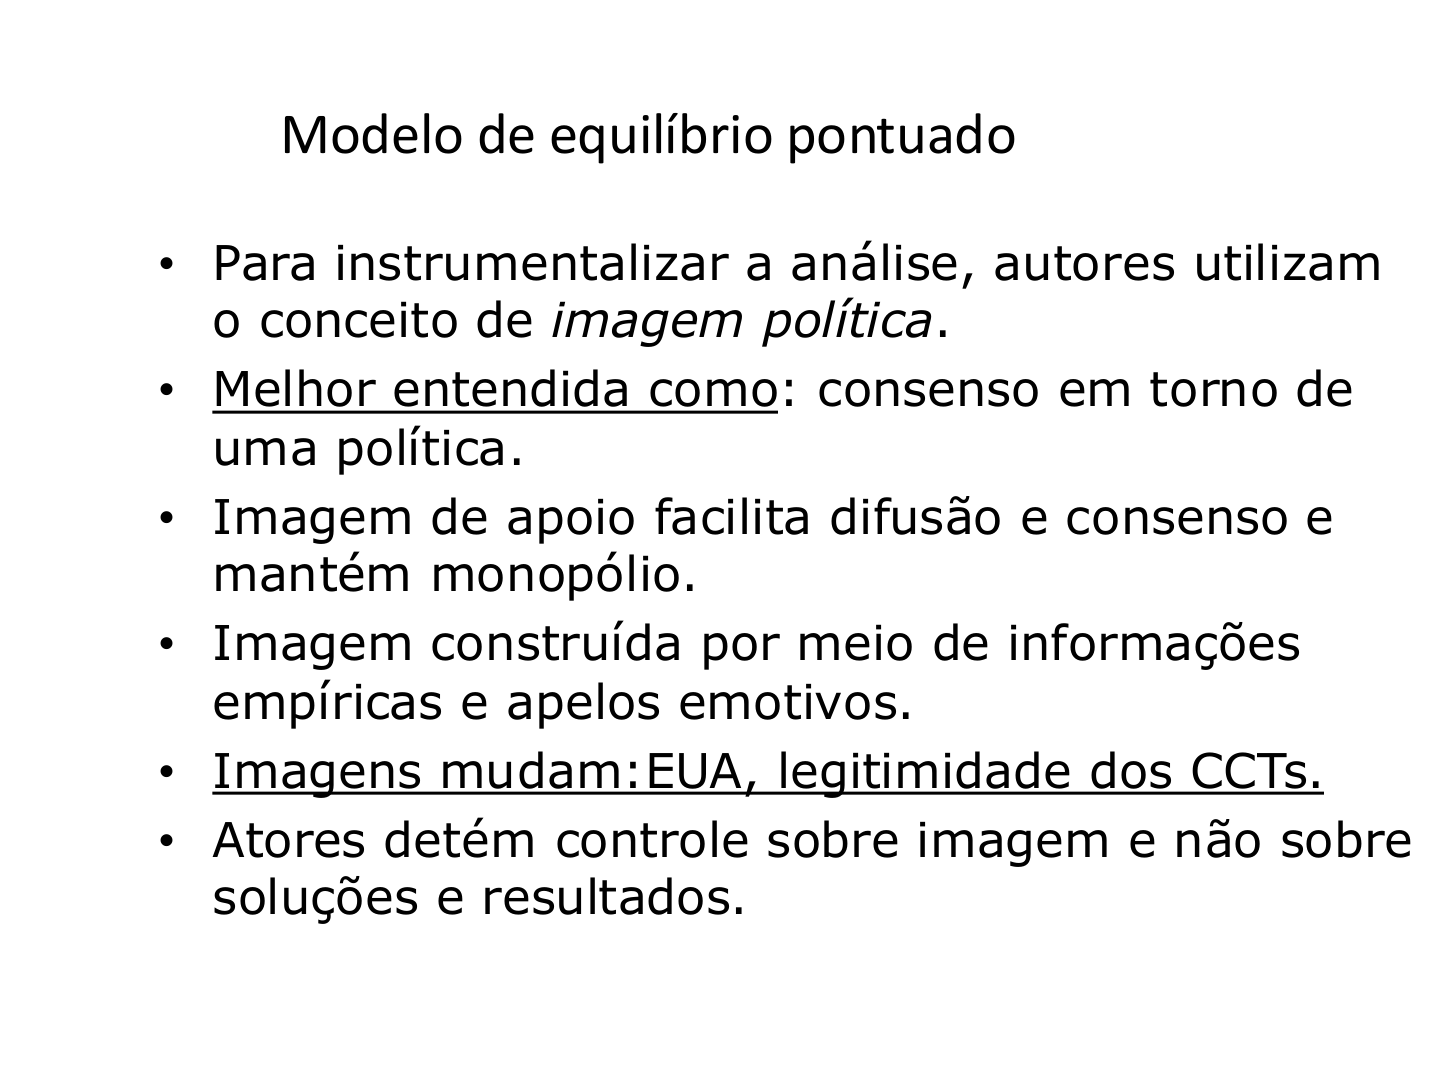 Modelo de equilíbrio pontuado
• Para instrumentalizar a análise, autores utilizam
o conceito de imagem política.
• Melhor entendida como: consenso em torno de
uma política.
• Imagem de apoio facilita difusão e consenso e
mantém monopólio.
• Imagem construída por meio de informações
empíricas e apelos emotivos.
• Imagens mudam:EUA, legitimidade dos CCTs.
• Atores detém controle sobre imagem e não sobre
soluções e resultados.